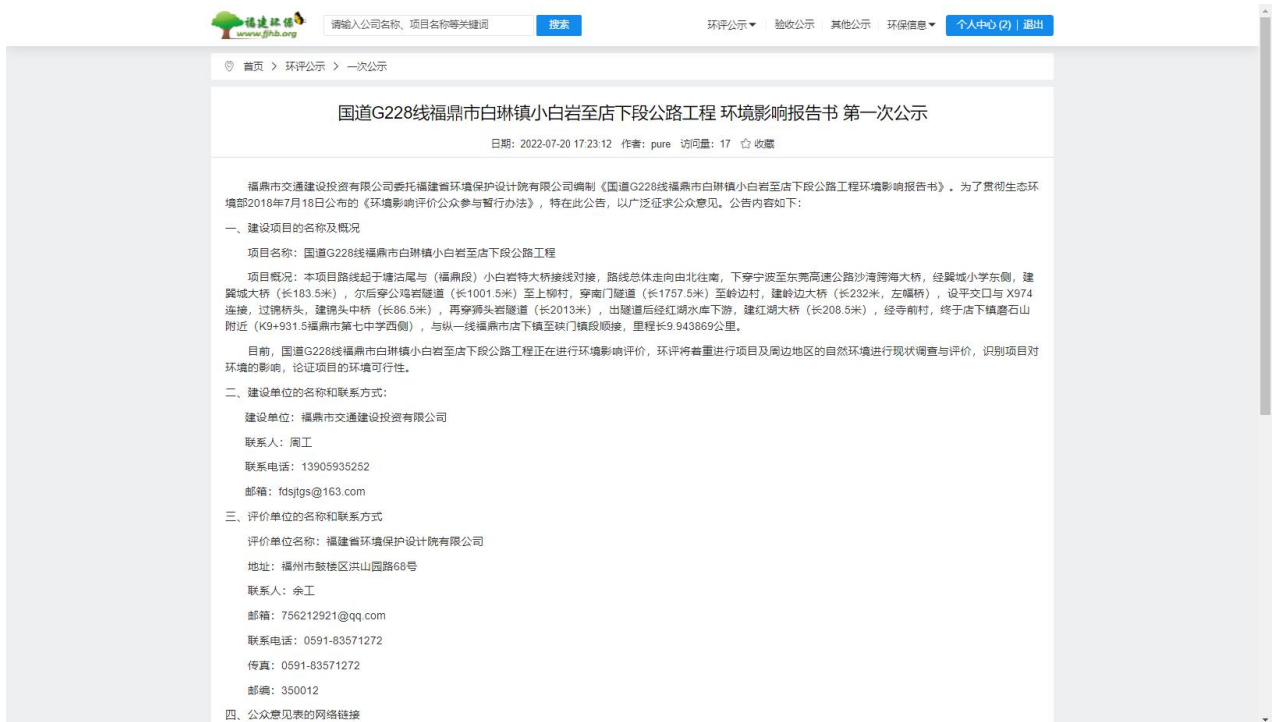 福建环保
www.fjhb.org
请输入公司名称、项目名称等关键词
搜索
环评公示 验收公示 其他公示 环保信息 个人中心 (2) | 退出
首页 > 环评公示 > 一次公示
国道G228线福鼎市白琳镇小白岩至店下段公路工程 环境影响报告书 第一次公示
日期：2022-07-20 17:23:12 作者：pure 访问量：17 收藏
福鼎市交通建设投资有限公司委托福建省环境保护设计院有限公司编制《国道G228线福鼎市白琳镇小白岩至店下段公路工程环境影响报告书》。为了贯彻生态环
境部2018年7月18日公布的《环境影响评价公众参与暂行办法》，特在此公告，以广泛征求公众意见。公告内容如下：
一、建设项目的名称及概况
项目名称：国道G228线福鼎市白琳镇小白岩至店下段公路工程
项目概况：本项目路线起于塘沽尾与（福鼎段）小白岩特大桥接线对接，路线总体走向由北往南，下穿宁波至东莞高速公路沙湾跨海大桥，经巽城小学东侧，建
巽城大桥（长183.5米），尔后穿公鸡岩隧道（长1001.5米）至上柳村，穿南门隧道（长1757.5米）至岭边村，建岭边大桥（长232米，左幅桥），设平交口与 X974
连接，过锦桥头，建锦头中桥（长86.5米），再穿狮头岩隧道（长2013米），出隧道后经红湖水库下游，建红湖大桥（长208.5米），经寺前村，终于店下镇磨石山
附近（K9+931.5福鼎市第七中学西侧），与纵一线福鼎市店下镇至硖门镇段顺接，里程长9.943869公里。
目前，国道G228线福鼎市白琳镇小白岩至店下段公路工程正在进行环境影响评价，环评将着重进行项目及周边地区的自然环境进行现状调查与评价，识别项目对
环境的影响，论证项目的环境可行性。
二、建设单位的名称和联系方式：
建设单位：福鼎市交通建设投资有限公司
联系人：周工
联系电话：13905935252
邮箱：fdsjtgs@163.com
三、评价单位的名称和联系方式
评价单位名称：福建省环境保护设计院有限公司
地址：福州市鼓楼区洪山园路68号
联系人：余工
邮箱：756212921@qq.com
联系电话：0591-83571272
传真：0591-83571272
邮编：350012
四、公众意见表的网络链接